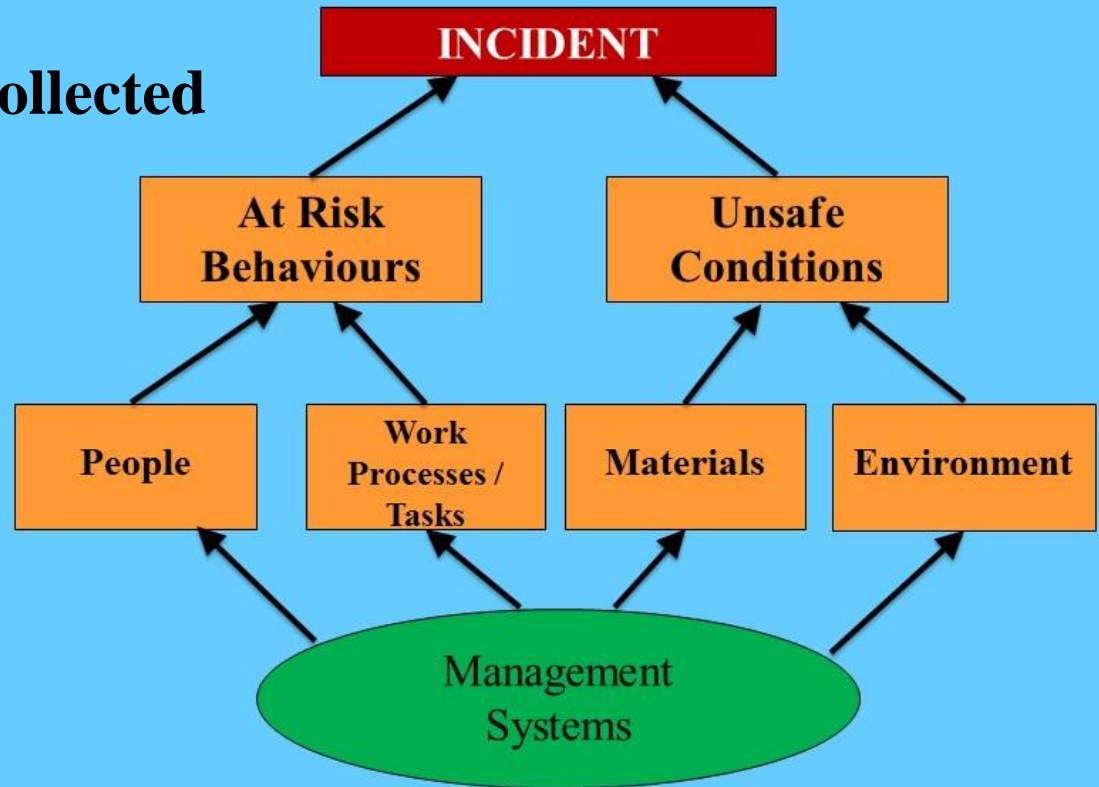 INCIDENT
ollected
At Risk
Behaviours
Unsafe
Conditions
People
Work
Processes /
Tasks
Materials
Environment
Management
Systems